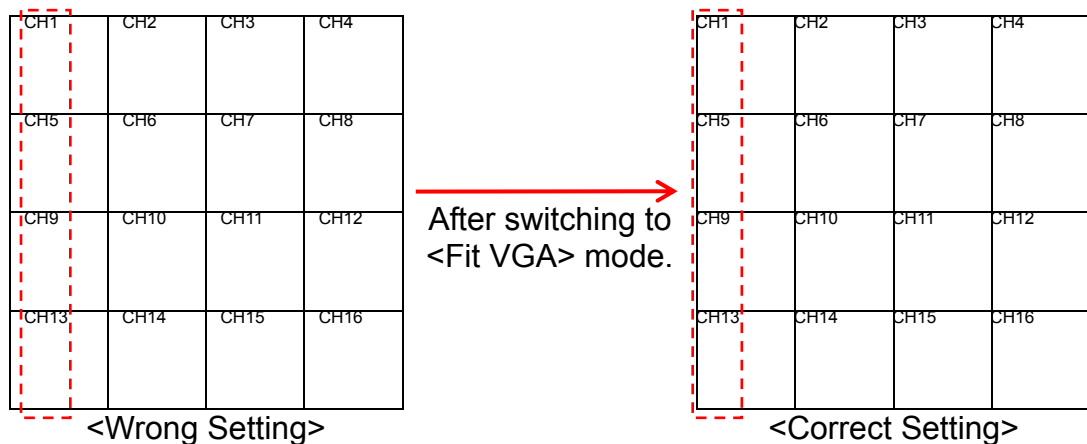 CH1 CH2 CH3 CH4
CH5 CH6 CH7 CH8
CH9 CH10 CH11 CH12
CH13 CH14 CH15 CH16
<Wrong Setting>
After switching to
<Fit VGA> mode.
CH1 CH2 CH3 CH4
CH5 CH6 CH7 CH8
CH9 CH10 CH11 CH12
CH13 CH14 CH15 CH16
<Correct Setting>